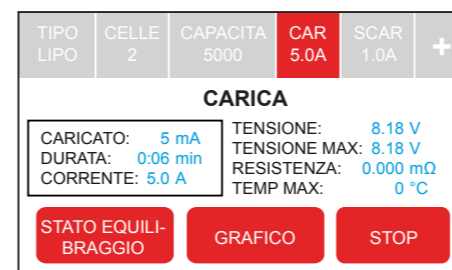 TIPO LIPO
CELLE 2
CAPACITA 5000
CAR 5.0A
SCAR 1.0A
+
CARICA
CARICATO: 5 mA
DURATA: 0:06 min
CORRENTE: 5.0 A
TENSIONE: 8.18 V
TENSIONE MAX: 8.18 V
RESISTENZA: 0.000 mΩ
TEMP MAX: 0 °C
STATO EQUILI-
BRAGGIO
GRAFICO
STOP